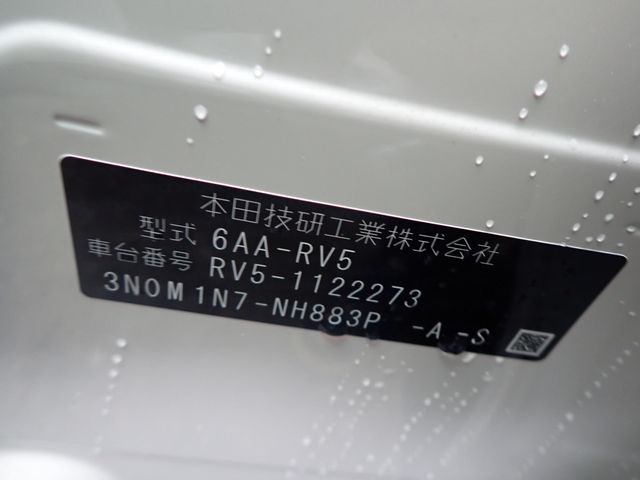 本田技研工業株式会社
型式 6AA-RV5
車台番号 RV5-1122273
3N0M1N7-NH883P -A -S